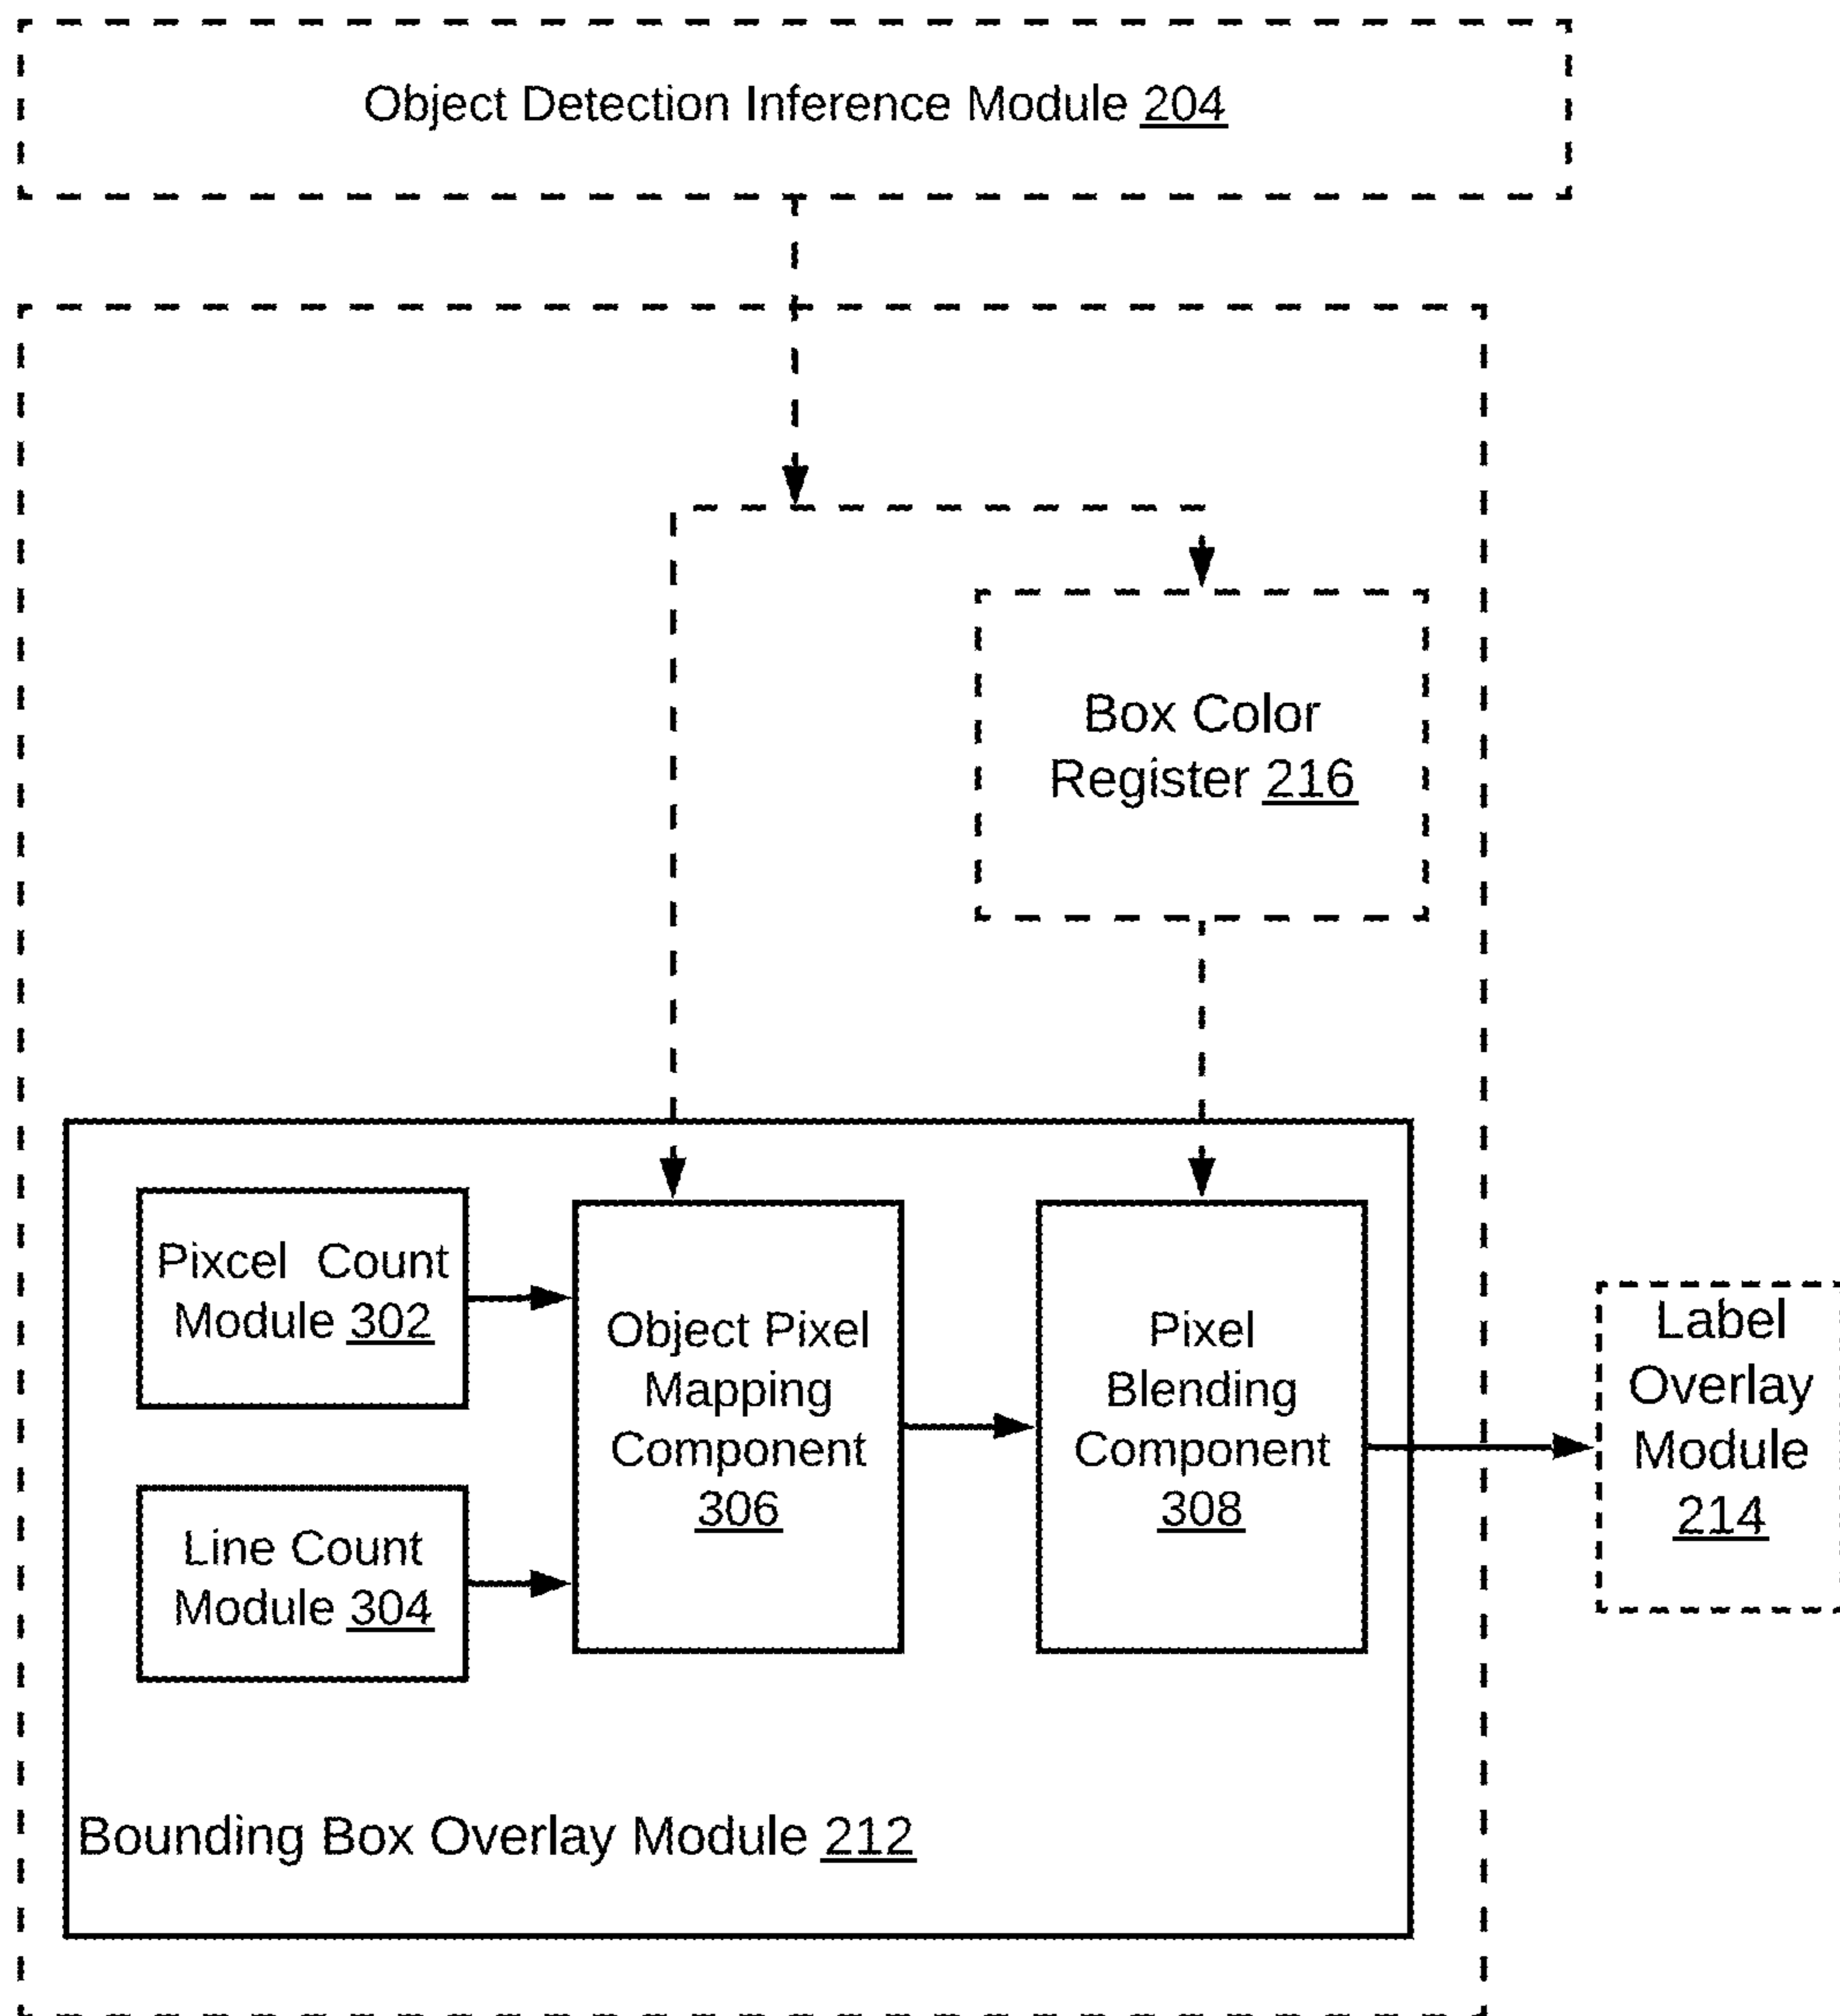 Object Detection Inference Module 204
Box Color
Register 216
Pixcel Count
Module 302
Line Count
Module 304
Object Pixel
Mapping
Component
306
Pixel
Blending
Component
308
Label
Overlay
Module
214
Bounding Box Overlay Module 212